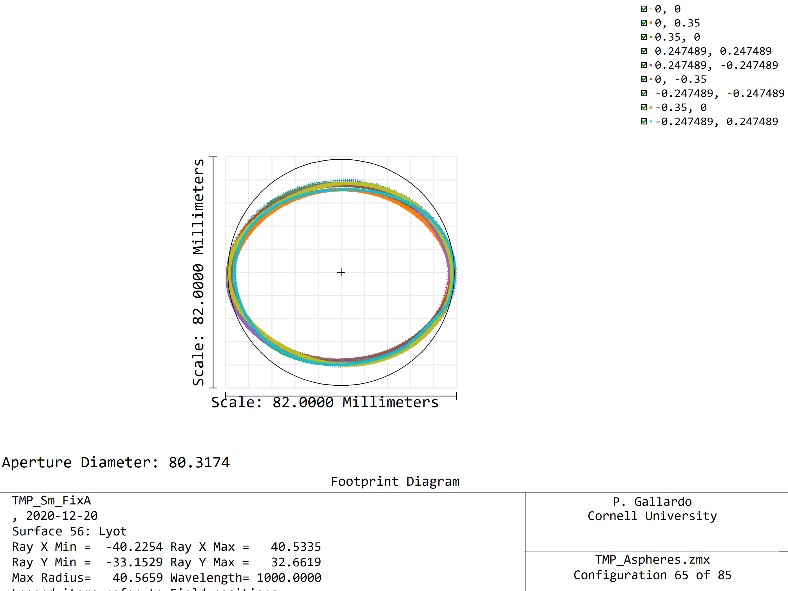 0, 0
0, 0.35
0.35, 0
0.247489, 0.247489
0.247489, -0.247489
0, -0.35
-0.247489, -0.247489
-0.35, 0
-0.247489, 0.247489
Scale: 82.0000 Millimeters
Scale: 82.0000 Millimeters
Aperture Diameter: 80.3174
Footprint Diagram
TMP_Sm_FixA
, 2020-12-20
Surface 56: Lyot
Ray X Min = -40.2254 Ray X Max = 40.5335
Ray Y Min = -33.1529 Ray Y Max = 32.6619
Max Radius= 40.5659 Wavelength= 1000.0000
P. Gallardo
Cornell University
TMP_Aspheres.zmx
Configuration 65 of 85